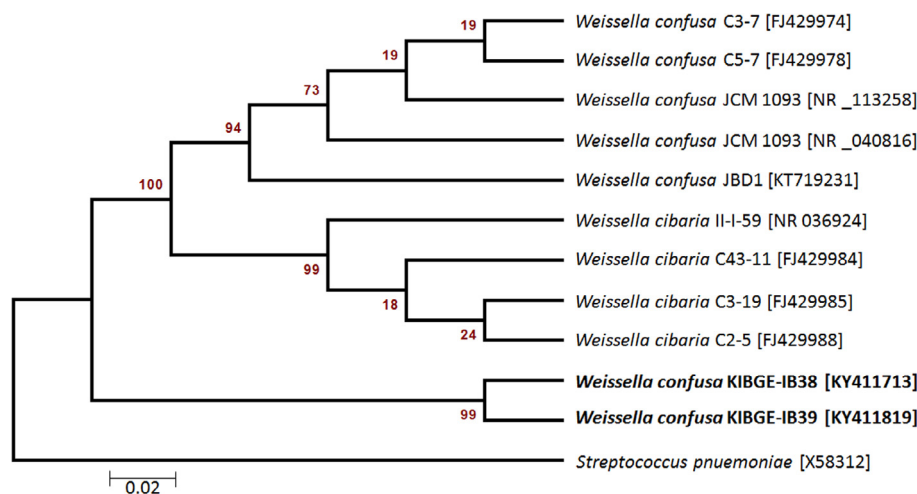 19
Weissella confusa C3-7 [FJ429974]
19
Weissella confusa C5-7 [FJ429978]
73
Weissella confusa JCM 1093 [NR _113258]
94
Weissella confusa JCM 1093 [NR _040816]
100
Weissella confusa JBD1 [KT719231]
Weissella cibaria II-I-59 [NR 036924]
99
Weissella cibaria C43-11 [FJ429984]
18
Weissella cibaria C3-19 [FJ429985]
24
Weissella cibaria C2-5 [FJ429988]
Weissella confusa KIBGE-IB38 [KY411713]
99
Weissella confusa KIBGE-IB39 [KY411819]
Streptococcus pnuemoniae [X58312]
0.02